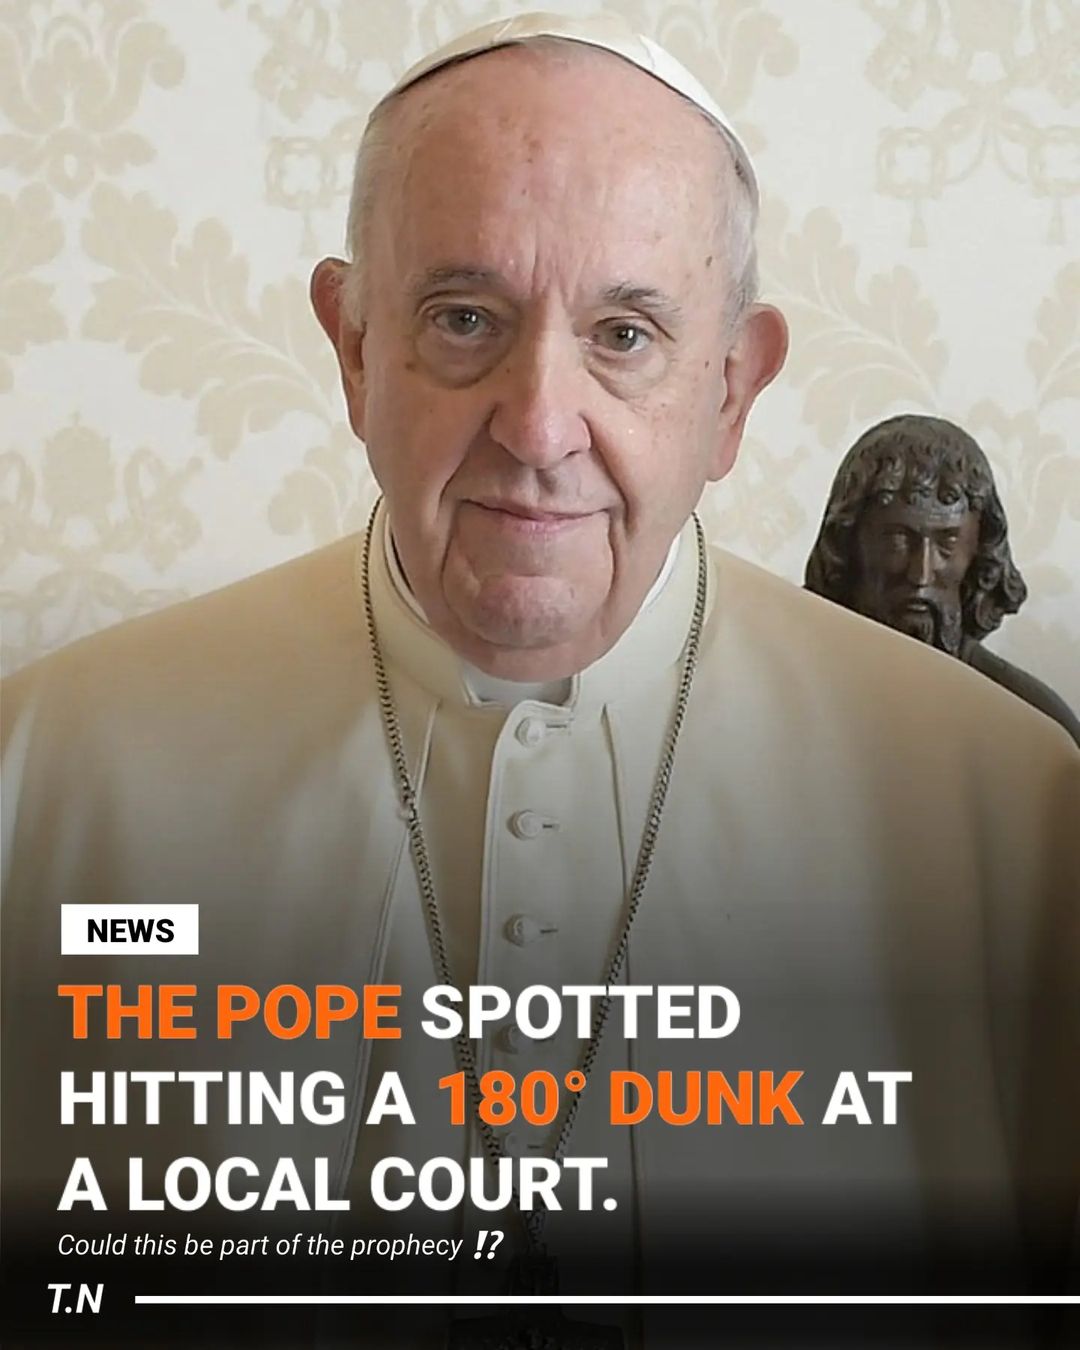 NEWS
THE POPE SPOTTED
HITTING A 180° DUNK AT
A LOCAL COURT.
Could this be part of the prophecy ⁉
T.N